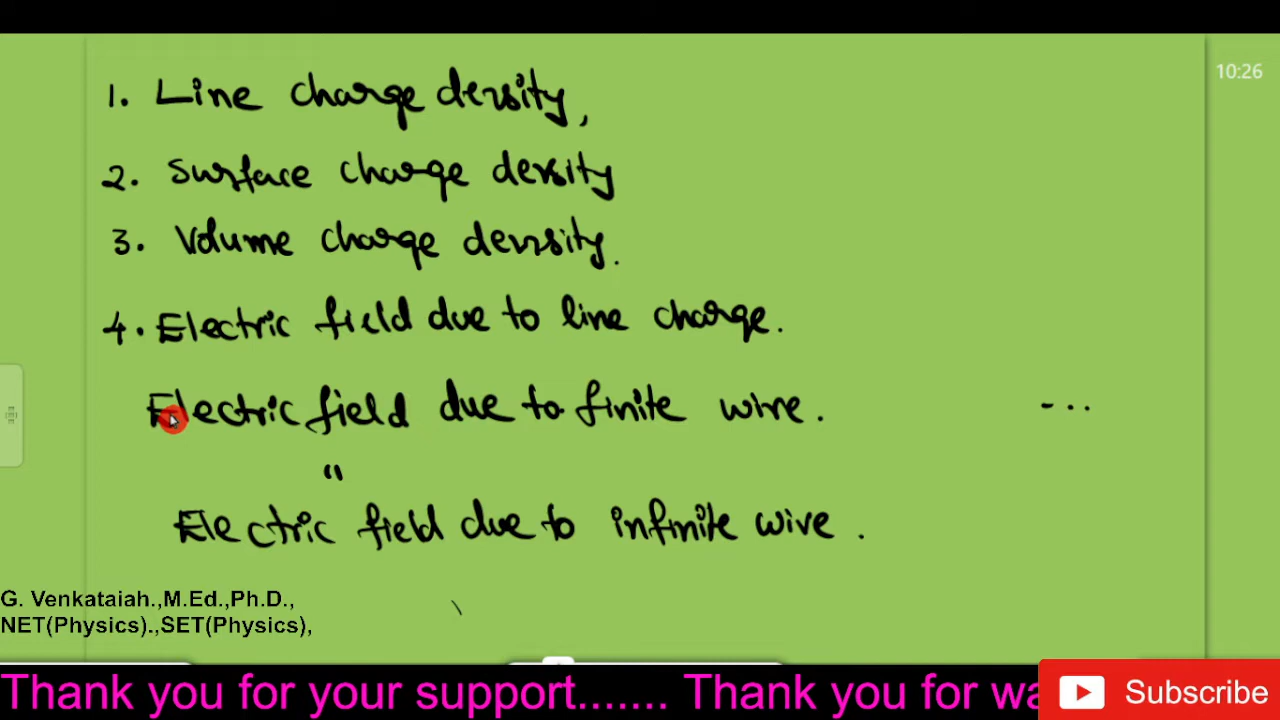 10:26
1. Line charge density,
2. Surface charge density
3. Volume charge density.
4. Electric field due to line charge.
Electric field due to finite wire. -..
"
Electric field due to infinite wire.
G. Venkataiah.,M.Ed.,Ph.D.,
NET(Physics).,SET(Physics),
Thank you for your support....... Thank you for wa
Subscribe